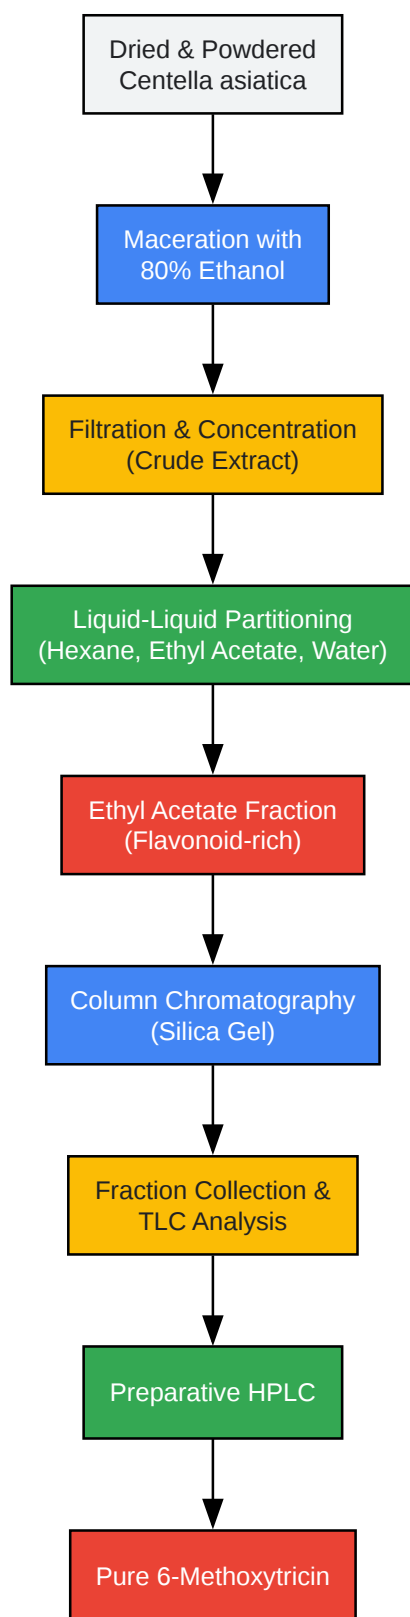 Dried & Powdered
Centella asiatica
Maceration with
80% Ethanol
Filtration & Concentration
(Crude Extract)
Liquid-Liquid Partitioning
(Hexane, Ethyl Acetate, Water)
Ethyl Acetate Fraction
(Flavonoid-rich)
Column Chromatography
(Silica Gel)
Fraction Collection &
TLC Analysis
Preparative HPLC
Pure 6-Methoxytricin